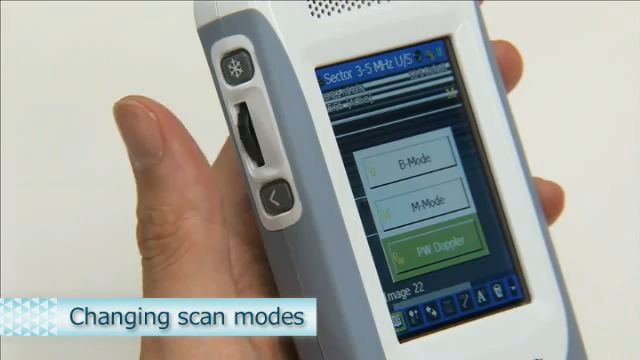 Sector 3-5 MHz U/S
B-Mode
M-Mode
PW Doppler
Image 22
A
Changing scan modes